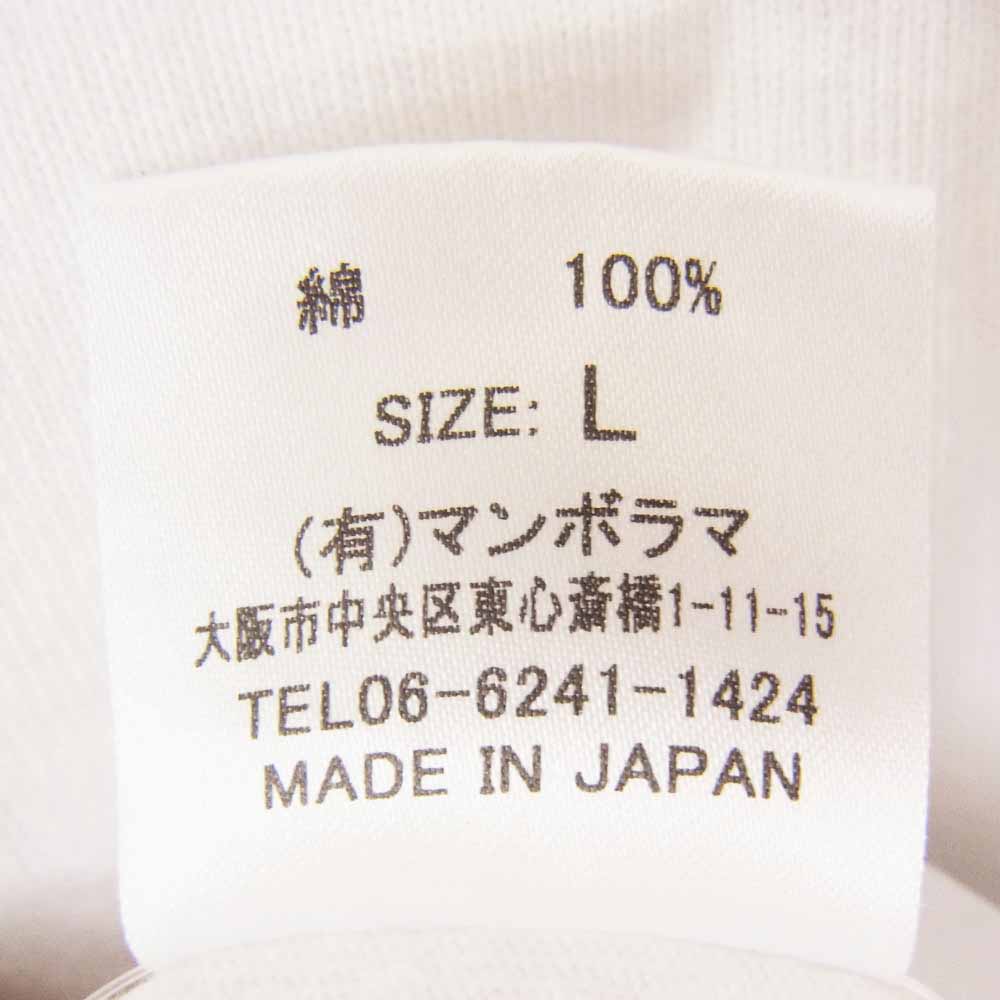 綿 100%
SIZE: L
(有)マンボラマ
大阪市中央区東心斎橋1-11-15
TEL06-6241-1424
MADE IN JAPAN